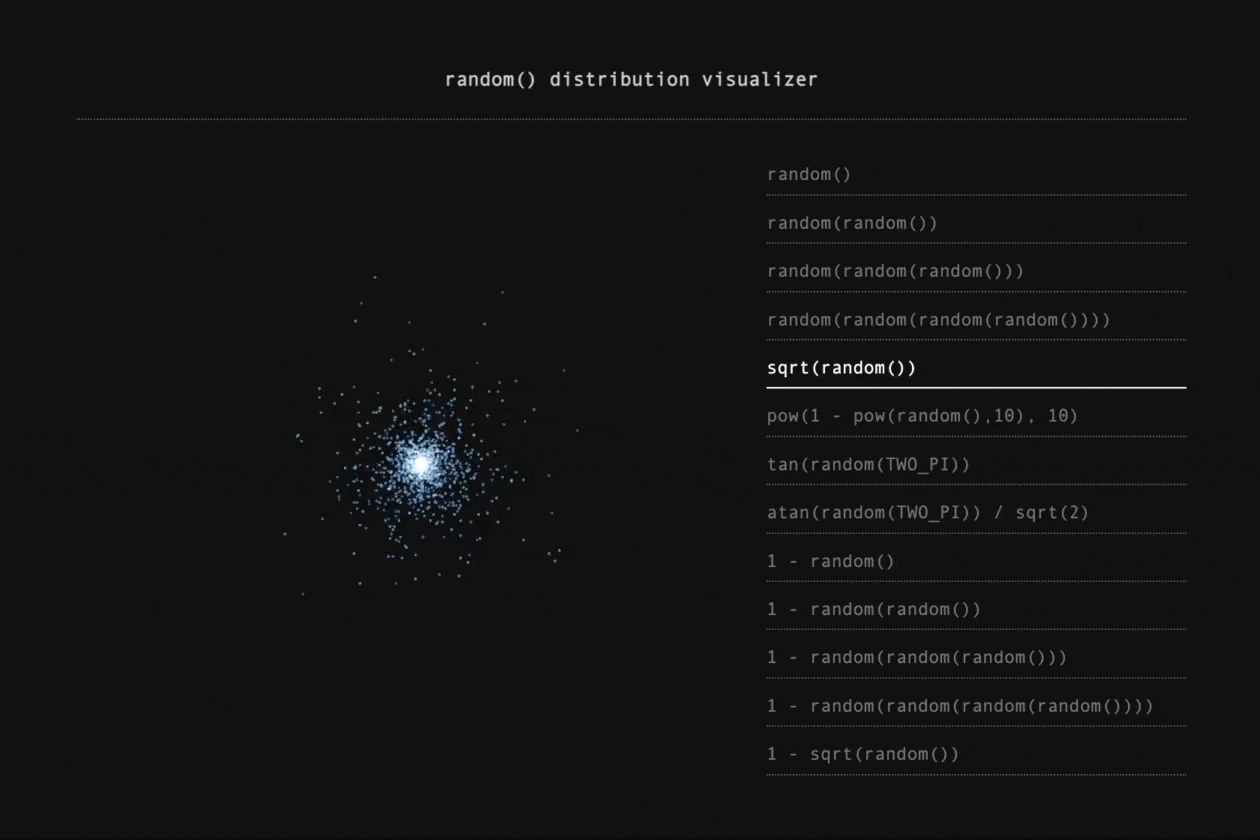 random() distribution visualizer
random()
random(random())
random(random(random()))
random(random(random(random())))
sqrt(random())
pow(1 - pow(random(),10), 10)
tan(random(TWO_PI))
atan(random(TWO_PI)) / sqrt(2)
1 - random()
1 - random(random())
1 - random(random(random()))
1 - random(random(random(random())))
1 - sqrt(random())